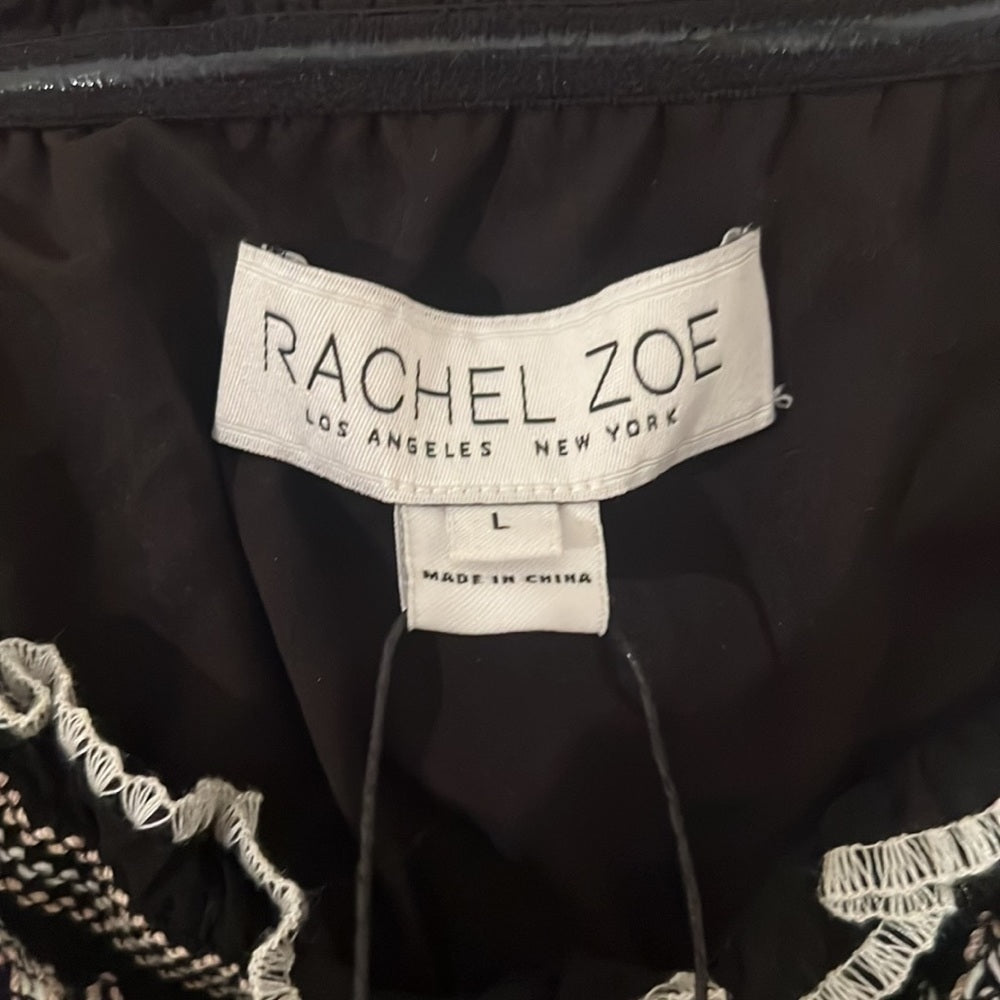 RACHEL ZOE
LOS ANGELES NEW YORK
L
MADE IN CHINA